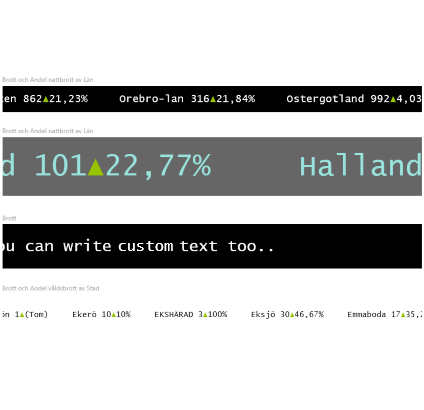 Brott och Andel nattbrott av Län
ken 862▲21,23% Orebro-lan 316▲21,84% Ostergotland 992▲4,03
Brott och Andel nattbrott av Län
d 101▲22,77% Halland
Brott
ou can write custom text too..
Brott och Andel våldsbrott av Stad
ön 1▲(Tom) Ekerö 10▲10% EKSHÄRAD 3▲100% Eksjö 30▲46,67% Emmaboda 17▲35,2